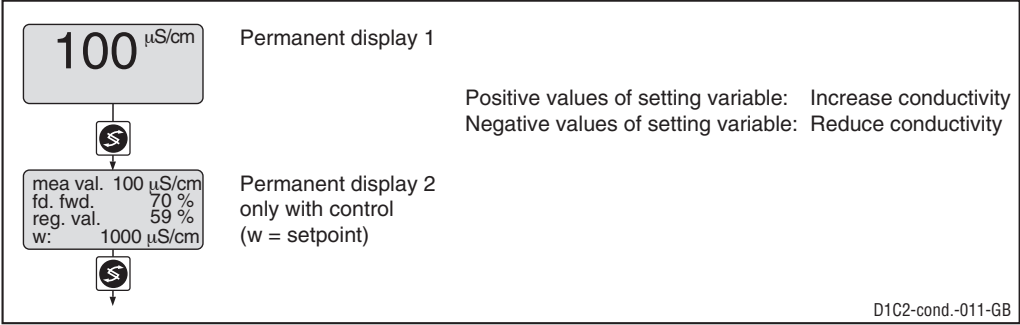 100 µS/cm
Permanent display 1
Positive values of setting variable: Increase conductivity
Negative values of setting variable: Reduce conductivity
mea val. 100 µS/cm
fd. fwd. 70 %
reg. val. 59 %
w: 1000 µS/cm
Permanent display 2
only with control
(w = setpoint)
D1C2-cond.-011-GB